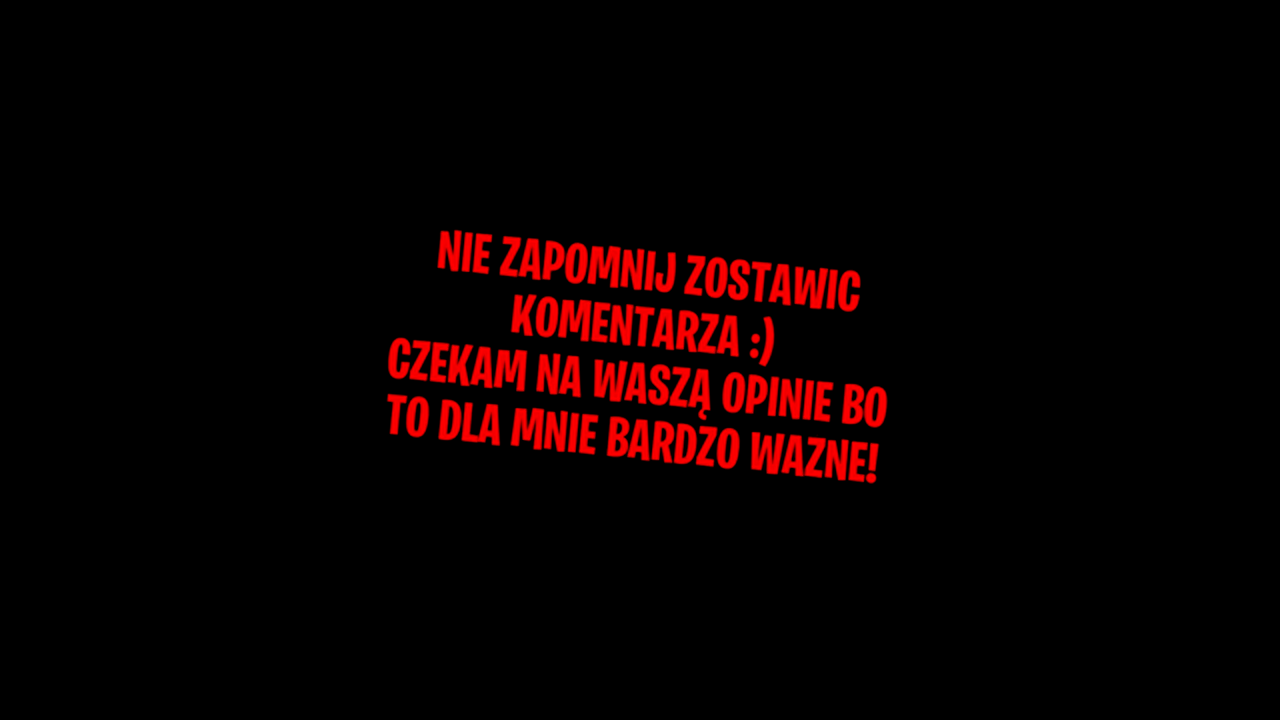 NIE ZAPOMNIJ ZOSTAWIC
KOMENTARZA :)
CZEKAM NA WASZĄ OPINIE BO
TO DLA MNIE BARDZO WAZNE!